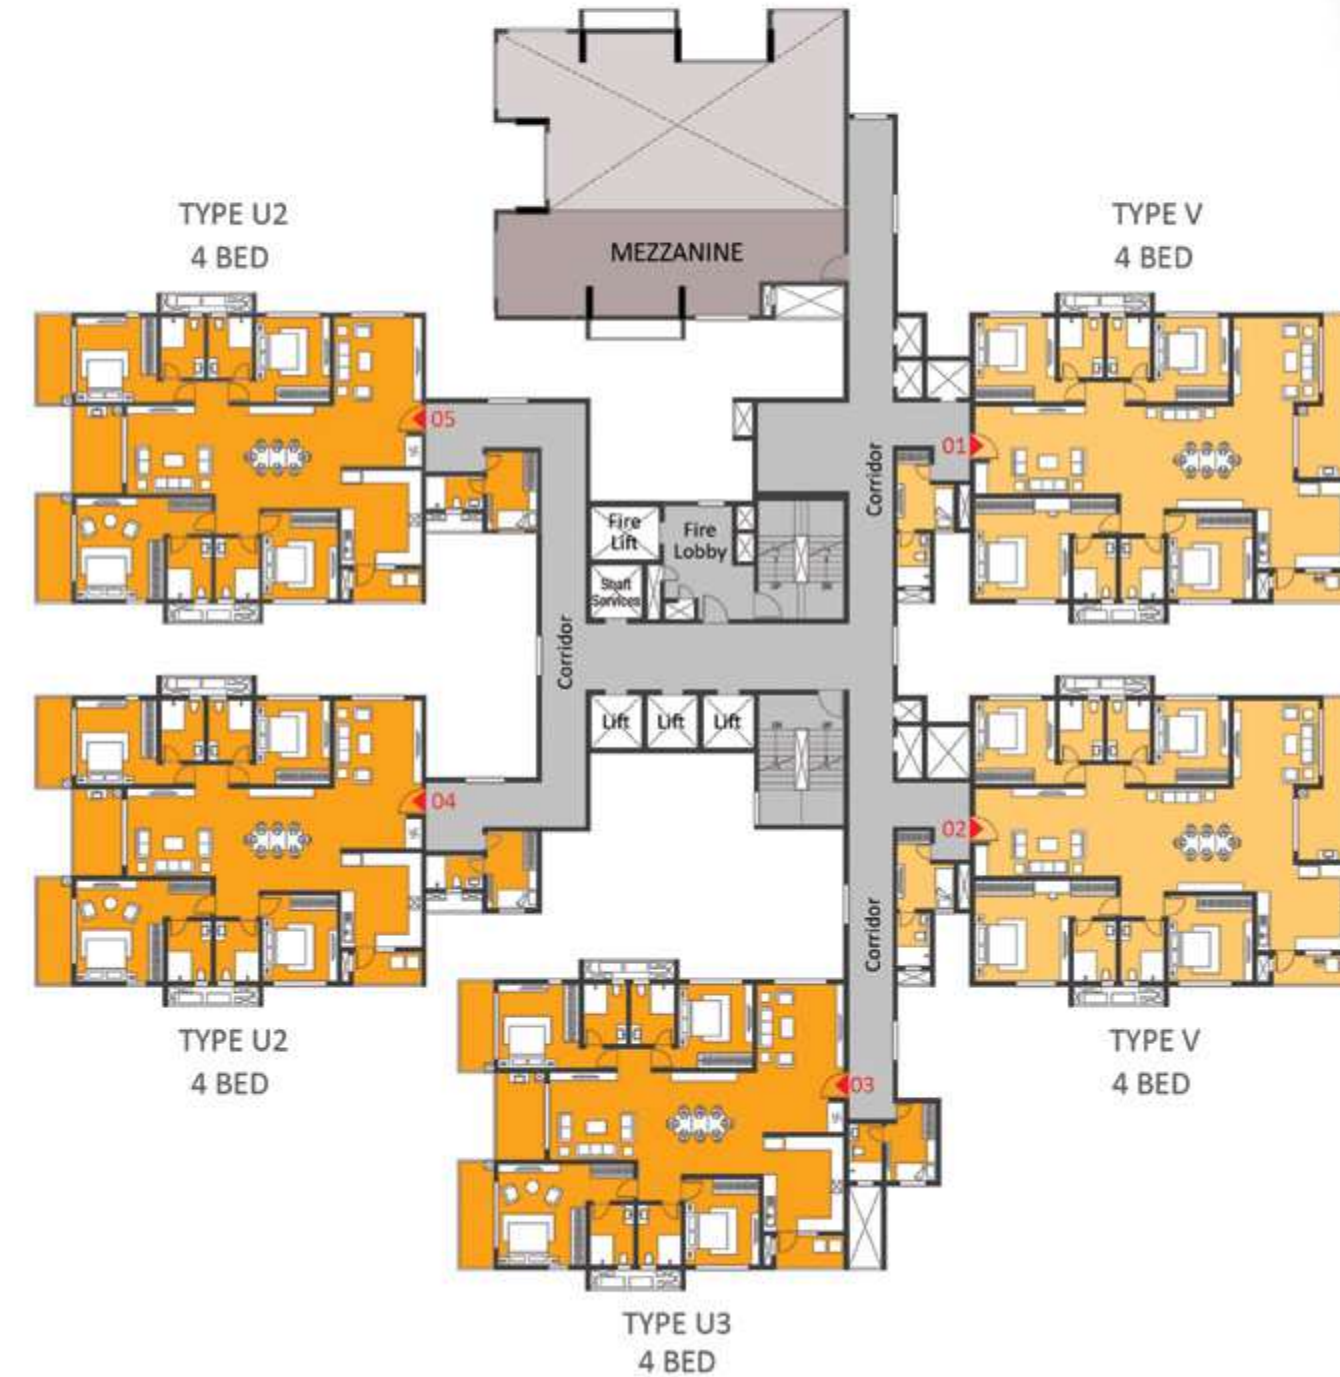 TYPE U2
4 BED
MEZZANINE
TYPE V
4 BED
05
01
Corridor
Fire
Lift
Fire
Lobby
Shaft
Services
Corridor
Lift
Lift
Lift
04
02
Corridor
TYPE U2
4 BED
03
TYPE V
4 BED
TYPE U3
4 BED